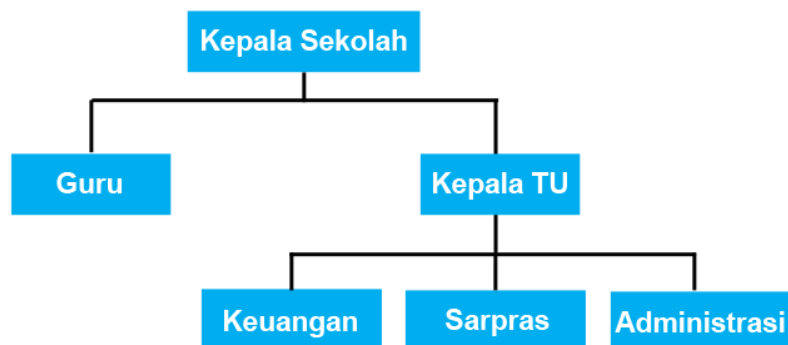 Kepala Sekolah
Guru
Kepala TU
Keuangan
Sarpras
Administrasi